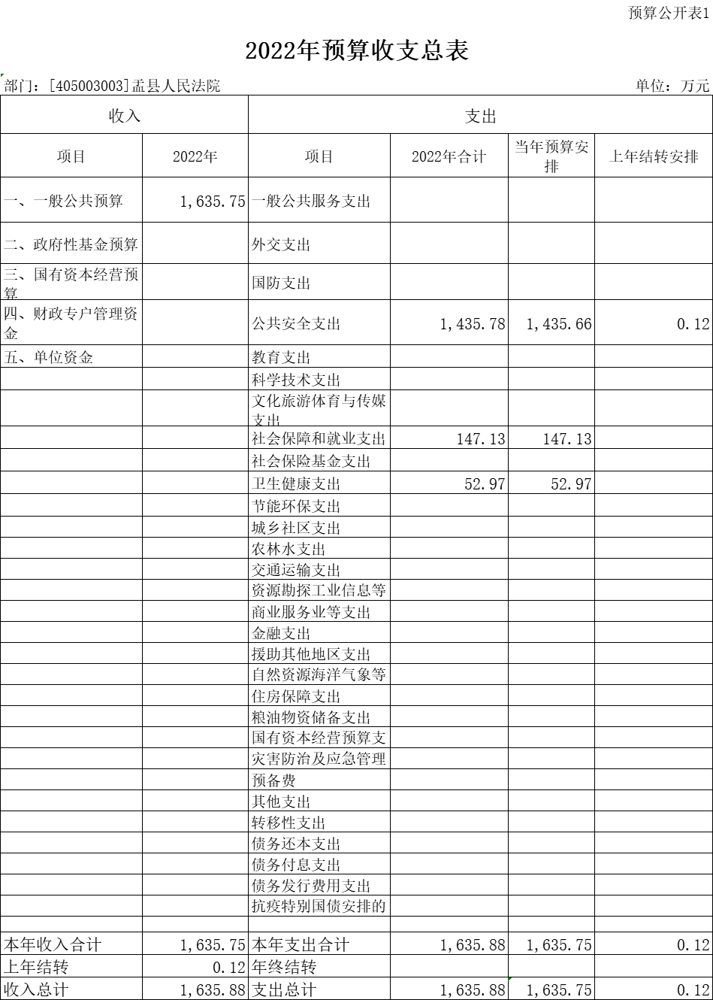 预算公开表1
2022年预算收支总表
部门：[405003003]盂县人民法院 单位：万元
收入 支出
项目 2022年 项目 2022年合计 当年预算安排 上年结转安排
一、一般公共预算 1,635.75 一般公共服务支出
二、政府性基金预算 外交支出
三、国有资本经营预算 国防支出
四、财政专户管理资金 公共安全支出 1,435.78 1,435.66 0.12
五、单位资金 教育支出
科学技术支出
文化旅游体育与传媒支出
社会保障和就业支出 147.13 147.13
社会保险基金支出
卫生健康支出 52.97 52.97
节能环保支出
城乡社区支出
农林水支出
交通运输支出
资源勘探工业信息等
商业服务业等支出
金融支出
援助其他地区支出
自然资源海洋气象等
住房保障支出
粮油物资储备支出
国有资本经营预算支
灾害防治及应急管理
预备费
其他支出
转移性支出
债务还本支出
债务付息支出
债务发行费用支出
抗疫特别国债安排的
本年收入合计 1,635.75 本年支出合计 1,635.88 1,635.75 0.12
上年结转 0.12 年终结转
收入总计 1,635.88 支出总计 1,635.88 1,635.75 0.12